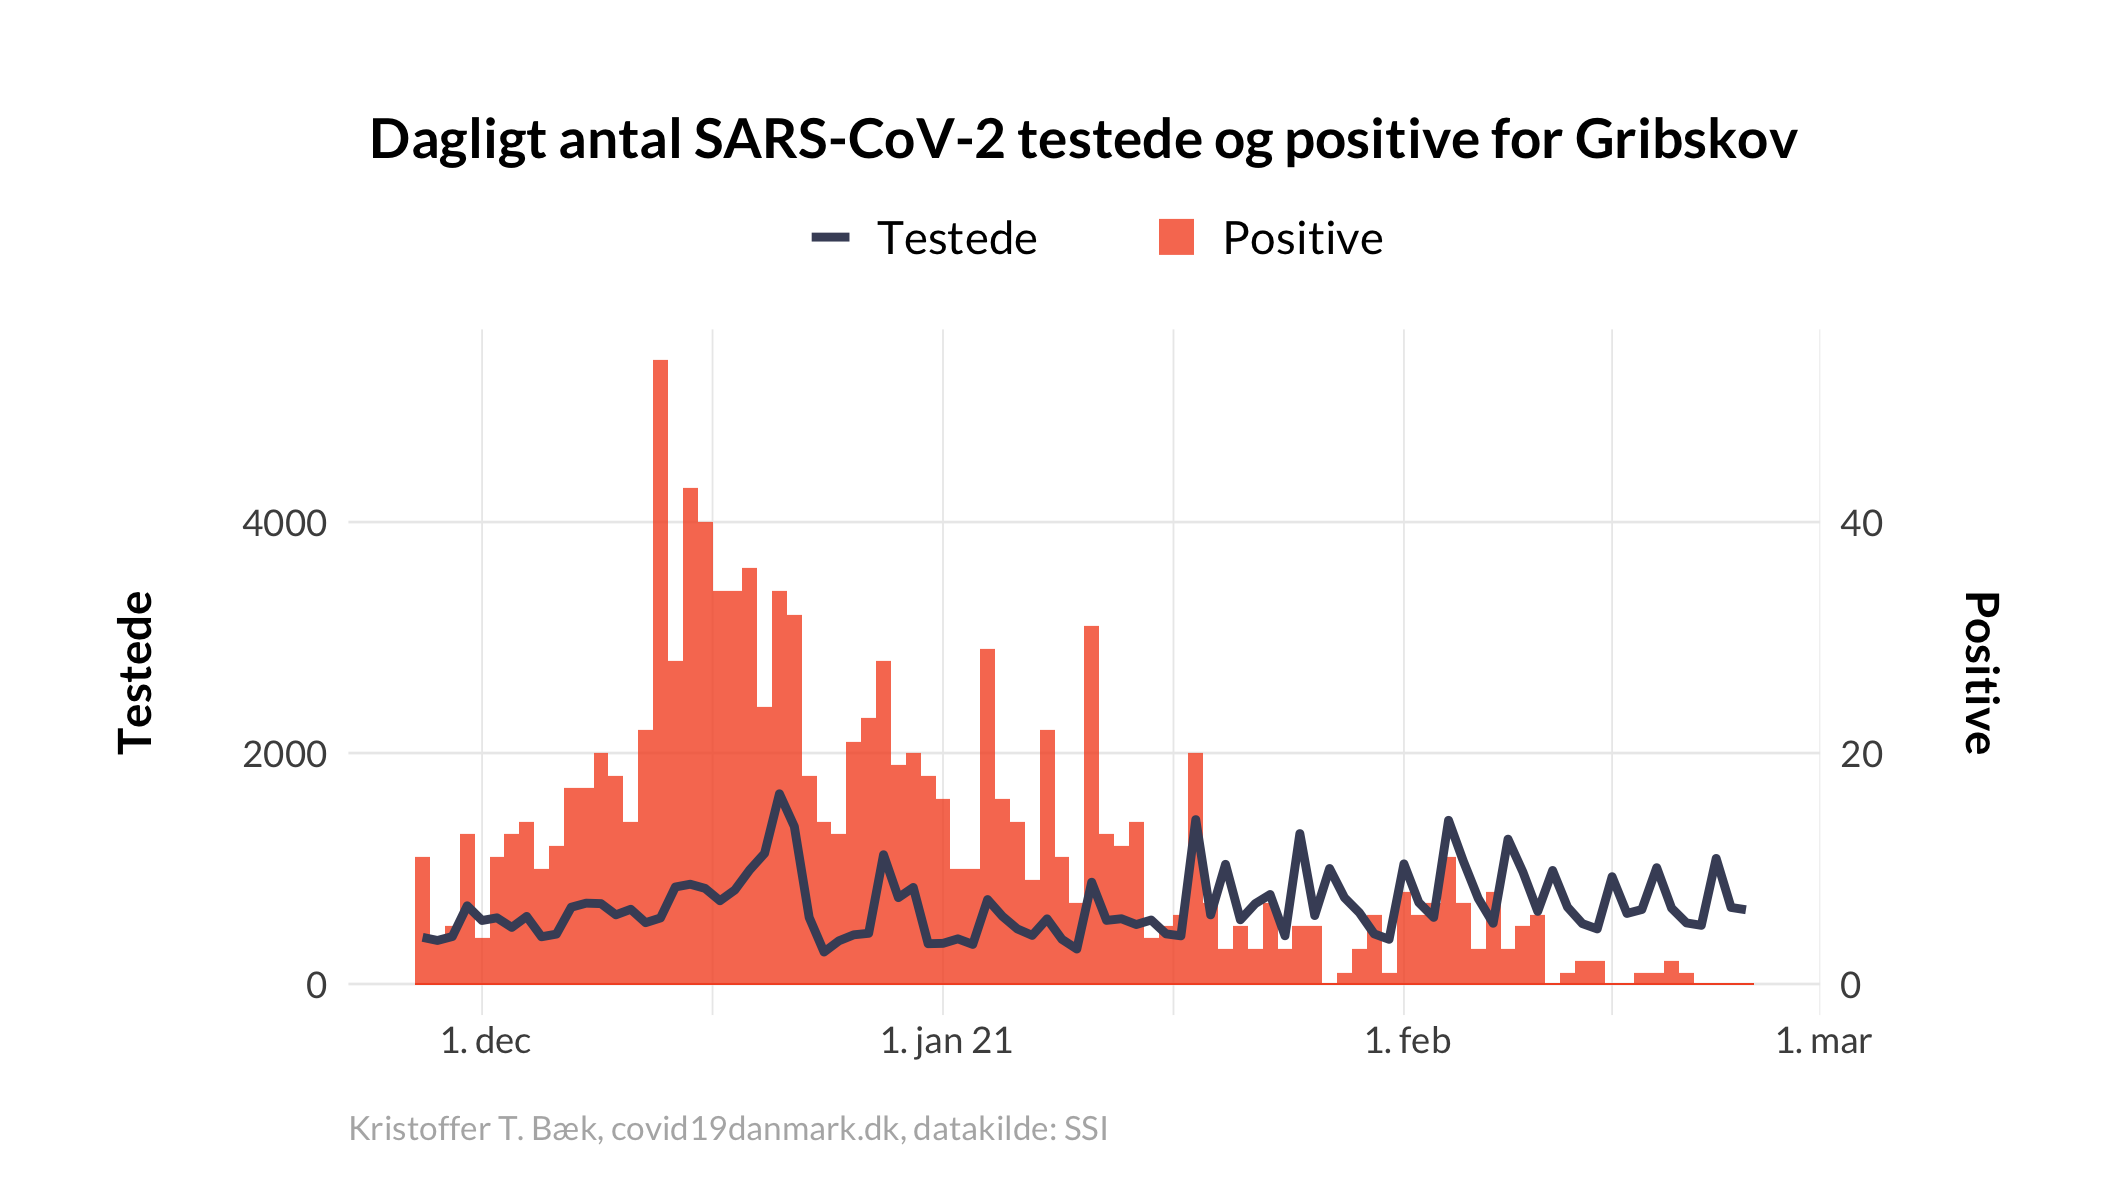 Dagligt antal SARS-CoV-2 testede og positive for Gribskov
Testede Positive
4000 40
2000 20
0 0
Testede
Positive
1. dec 1. jan 21 1. feb 1. mar
Kristoffer T. Bæk, covid19danmark.dk, datakilde: SSI